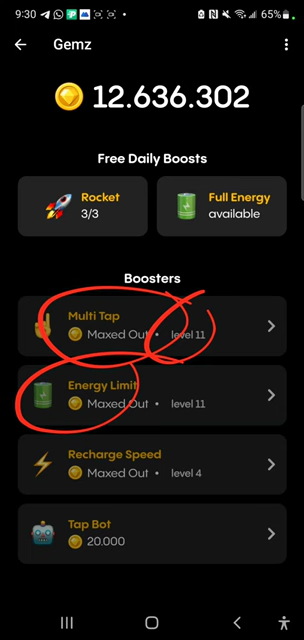 9:30
65%
Gemz
12.636.302
Free Daily Boosts
Rocket
3/3
Full Energy
available
Boosters
Multi Tap
Maxed Out • level 11
Energy Limit
Maxed Out • level 11
Recharge Speed
Maxed Out • level 4
Tap Bot
20.000